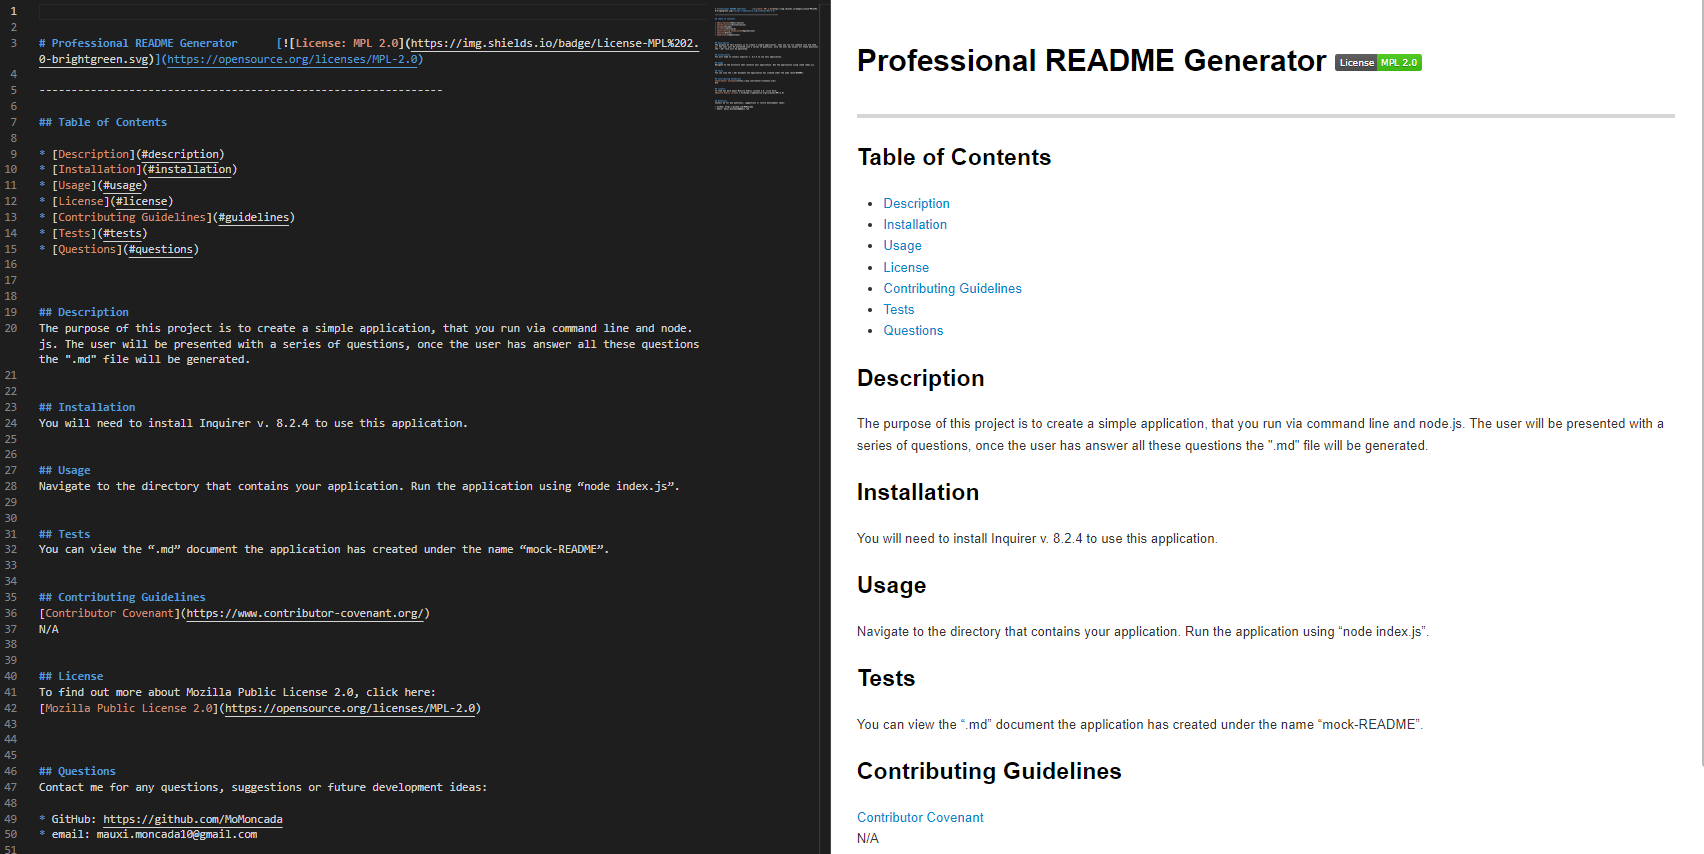 1
2
3 # Professional README Generator      [![License: MPL 2.0](https://img.shields.io/badge/License-MPL%202.
0-brightgreen.svg)](https://opensource.org/licenses/MPL-2.0)
4
5 ---------------------------------------------------------------
6
7 ## Table of Contents
8
9 * [Description](#description)
10 * [Installation](#installation)
11 * [Usage](#usage)
12 * [License](#license)
13 * [Contributing Guidelines](#guidelines)
14 * [Tests](#tests)
15 * [Questions](#questions)
16
17
18
19 ## Description
20 The purpose of this project is to create a simple application, that you run via command line and node.
js. The user will be presented with a series of questions, once the user has answer all these questions
the ".md" file will be generated.
21
22
23 ## Installation
24 You will need to install Inquirer v. 8.2.4 to use this application.
25
26
27 ## Usage
28 Navigate to the directory that contains your application. Run the application using “node index.js”.
29
30
31 ## Tests
32 You can view the “.md” document the application has created under the name “mock-README”.
33
34
35 ## Contributing Guidelines
36 [Contributor Covenant](https://www.contributor-covenant.org/)
37 N/A
38
39
40 ## License
41 To find out more about Mozilla Public License 2.0, click here:
42 [Mozilla Public License 2.0](https://opensource.org/licenses/MPL-2.0)
43
44
45
46 ## Questions
47 Contact me for any questions, suggestions or future development ideas:
48
49 * GitHub: https://github.com/MoMoncada
50 * email: mauxi.moncada10@gmail.com
51
Professional README Generator License MPL 2.0
Table of Contents
• Description
• Installation
• Usage
• License
• Contributing Guidelines
• Tests
• Questions
Description
The purpose of this project is to create a simple application, that you run via command line and node.js. The user will be presented with a
series of questions, once the user has answer all these questions the ".md" file will be generated.
Installation
You will need to install Inquirer v. 8.2.4 to use this application.
Usage
Navigate to the directory that contains your application. Run the application using “node index.js”.
Tests
You can view the “.md” document the application has created under the name “mock-README”.
Contributing Guidelines
Contributor Covenant
N/A